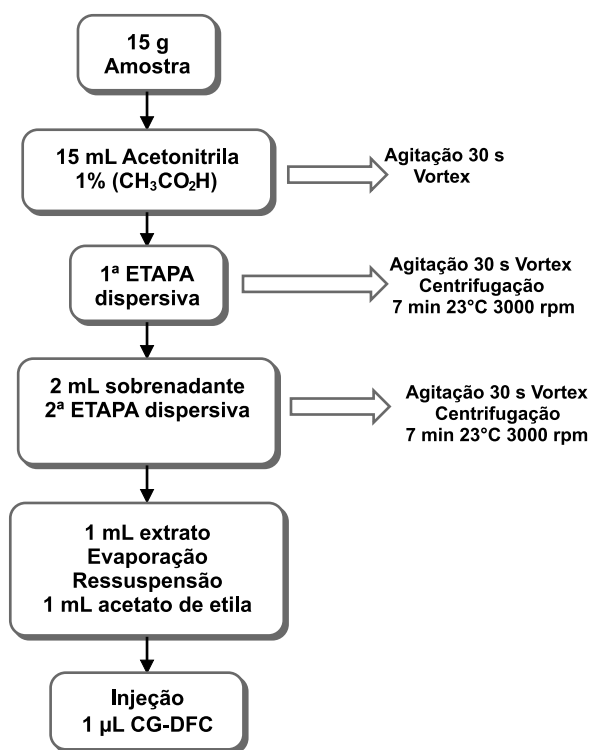 15 g
Amostra
15 mL Acetonitrila
1% (CH₃CO₂H)
Agitação 30 s
Vortex
1ª ETAPA
dispersiva
Agitação 30 s Vortex
Centrifugação
7 min 23°C 3000 rpm
2 mL sobrenadante
2ª ETAPA dispersiva
Agitação 30 s Vortex
Centrifugação
7 min 23°C 3000 rpm
1 mL extrato
Evaporação
Ressuspensão
1 mL acetato de etila
Injeção
1 µL CG-DFC